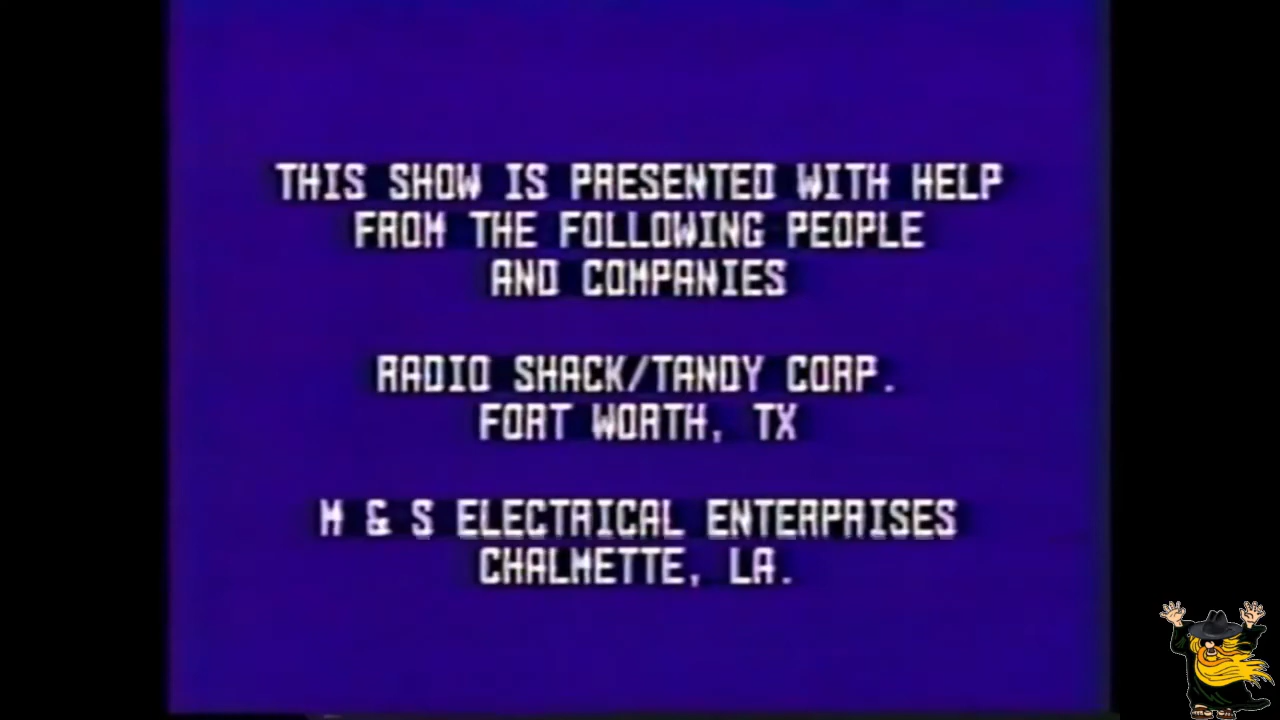 THIS SHOW IS PRESENTED WITH HELP
FROM THE FOLLOWING PEOPLE
AND COMPANIES
RADIO SHACK/TANDY CORP.
FORT WORTH, TX
M & S ELECTRICAL ENTERPRISES
CHALMETTE, LA.